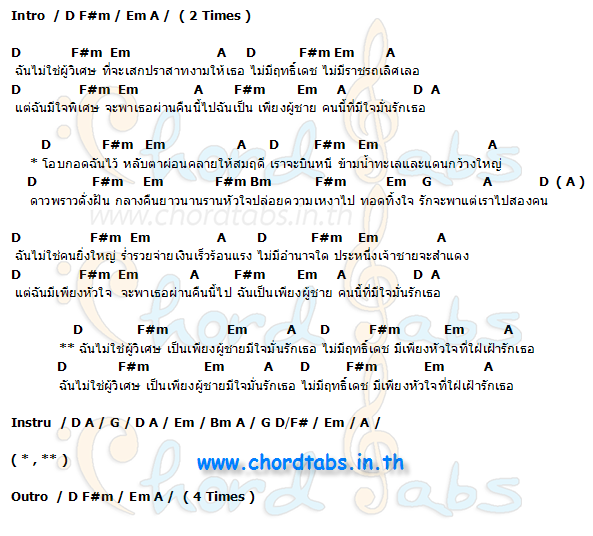 Intro / D F#m / Em A / ( 2 Times )
D F#m Em A D F#m Em A
ฉันไม่ใช่ผู้วิเศษ ที่จะเสกปราสาทงามให้เธอ ไม่มีฤทธิ์เดช ไม่มีราชรถเลิศเลอ
D F#m Em A F#m Em A D A
แต่ฉันมีใจพิเศษ จะพาเธอผ่านคืนนี้ไปฉันเป็น เพียงผู้ชาย คนนี้ที่มีใจมั่นรักเธอ
D F#m Em A D F#m Em A
* โอบกอดฉันไว้ หลับตาผ่อนคลายให้สมฤดี เราจะบินหนี ข้ามน้ำทะเลและแดนกว้างใหญ่
D F#m Em F#m Bm F#m Em G A D ( A )
ดาวพราวดั่งฝัน กลางคืนยาวนานรานหัวใจปล่อยความเหงาไป ทอดทิ้งใจ รักจะพาแต่เราไปสองคน
www.chordtabs.in.th
D F#m Em A D F#m Em A
ฉันไม่ใช่คนยิ่งใหญ่ ร่ำรวยจ่ายเงินเร็วร้อนแรง ไม่มีอำนาจใด ประหนึ่งเจ้าชายจะสำแดง
D F#m Em A F#m Em A D A
แต่ฉันมีเพียงหัวใจ จะพาเธอผ่านคืนนี้ไป ฉันเป็นเพียงผู้ชาย คนนี้ที่มีใจมั่นรักเธอ
D F#m Em A D F#m Em A
** ฉันไม่ใช่ผู้วิเศษ เป็นเพียงผู้ชายมีใจมั่นรักเธอ ไม่มีฤทธิ์เดช มีเพียงหัวใจที่ใฝ่เฝ้ารักเธอ
D F#m Em A D F#m Em A
ฉันไม่ใช่ผู้วิเศษ เป็นเพียงผู้ชายมีใจมั่นรักเธอ ไม่มีฤทธิ์เดช มีเพียงหัวใจที่ใฝ่เฝ้ารักเธอ
Instru / D A / G / D A / Em / Bm A / G D/F# / Em / A /
( * , ** )
www.chordtabs.in.th
Outro / D F#m / Em A / ( 4 Times )